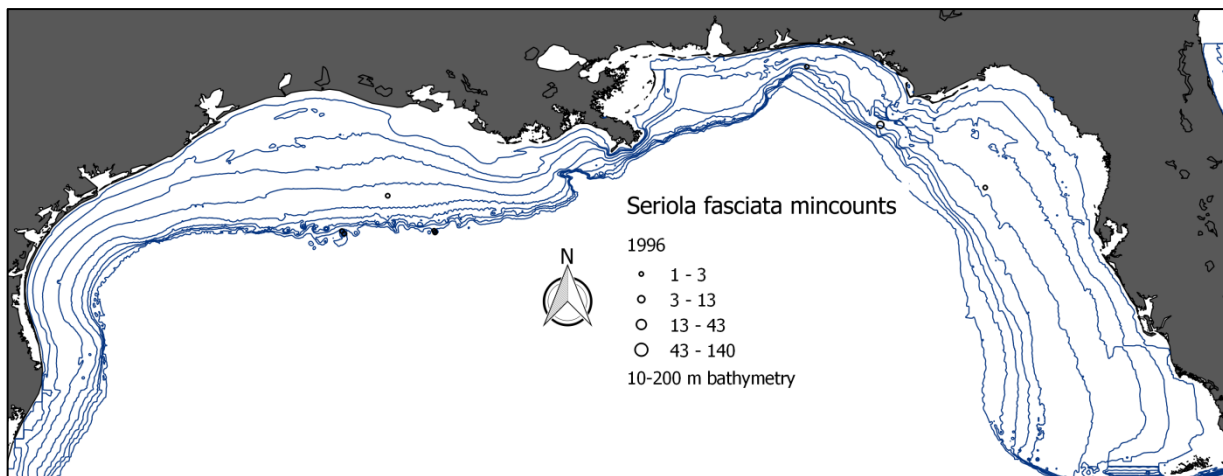 Seriola fasciata mincounts
1996
N
1 - 3
3 - 13
13 - 43
43 - 140
10-200 m bathymetry